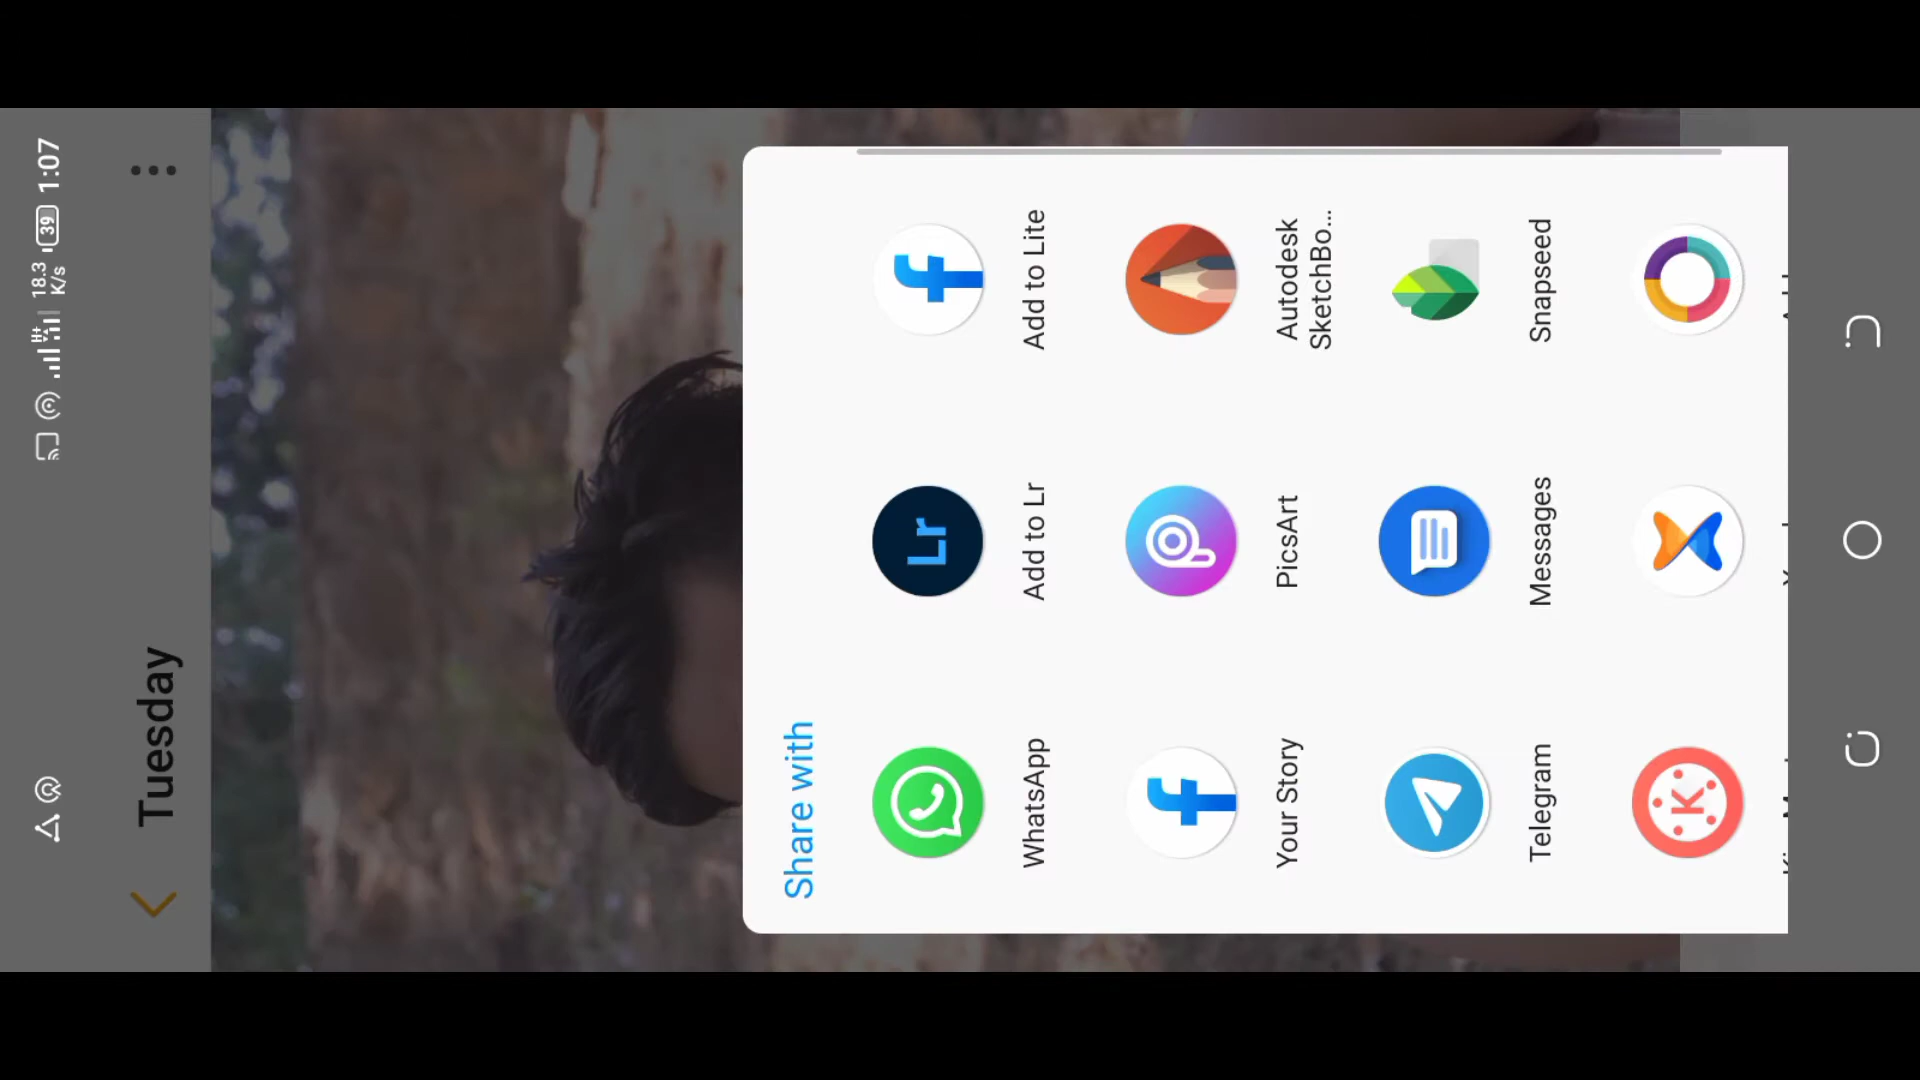 18.3
K/s
39
1:07
Tuesday
Share with
WhatsApp
Lr
Add to Lr
Add to Lite
Your Story
PicsArt
Autodesk
SketchBo...
Telegram
Messages
Snapseed
K